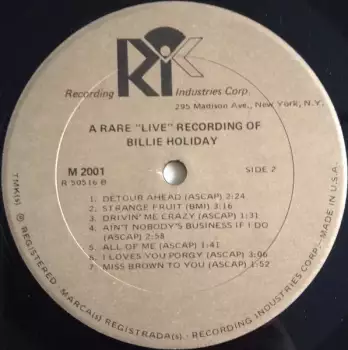 RIC
Recording Industries Corp.
295 Madison Ave., New York, N.Y.
A RARE "LIVE" RECORDING OF
BILLIE HOLIDAY
M 2001
R 50516 B
SIDE 2
1. DETOUR AHEAD (ASCAP) 2:24
2. STRANGE FRUIT (BMI) 3:16
3. DRIVIN' ME CRAZY (ASCAP) 1:31
4. AIN'T NOBODY'S BUSINESS IF I DO
(ASCAP) 2:58
5. ALL OF ME (ASCAP) 1:41
6. I LOVES YOU PORGY (ASCAP) 3:06
7. MISS BROWN TO YOU (ASCAP) 1:52
TMK(s) ® REGISTERED · MARCA(s) REGISTRADA(s) · RECORDING INDUSTRIES CORP. · MADE IN U.S.A.